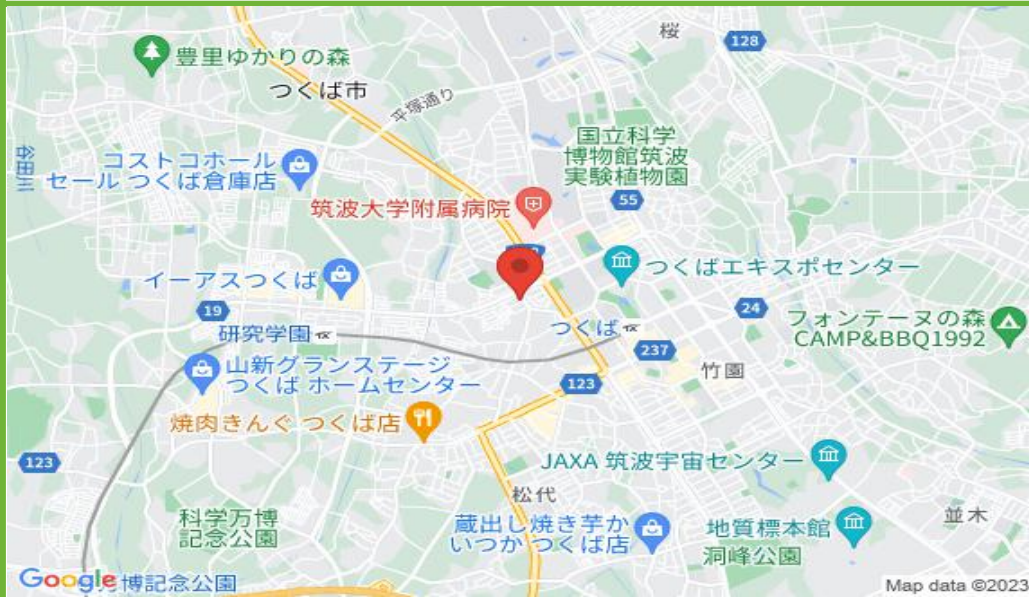 桜
128
豊里ゆかりの森
つくば市
平塚通り
谷田川
国立科学
博物館筑波
実験植物園
コストコホール
セール つくば倉庫店
筑波大学附属病院
55
イーアスつくば
つくばエキスポセンター
19
研究学園
つくば
24
フォンテーヌの森
CAMP&BBQ1992
237
竹園
山新グランステージ
つくば ホームセンター
123
焼肉きんぐ つくば店
123
JAXA 筑波宇宙センター
松代
科学万博
記念公園
蔵出し焼き芋か
いつか つくば店
地質標本館
洞峰公園
並木
Google
博記念公園
Map data ©2023